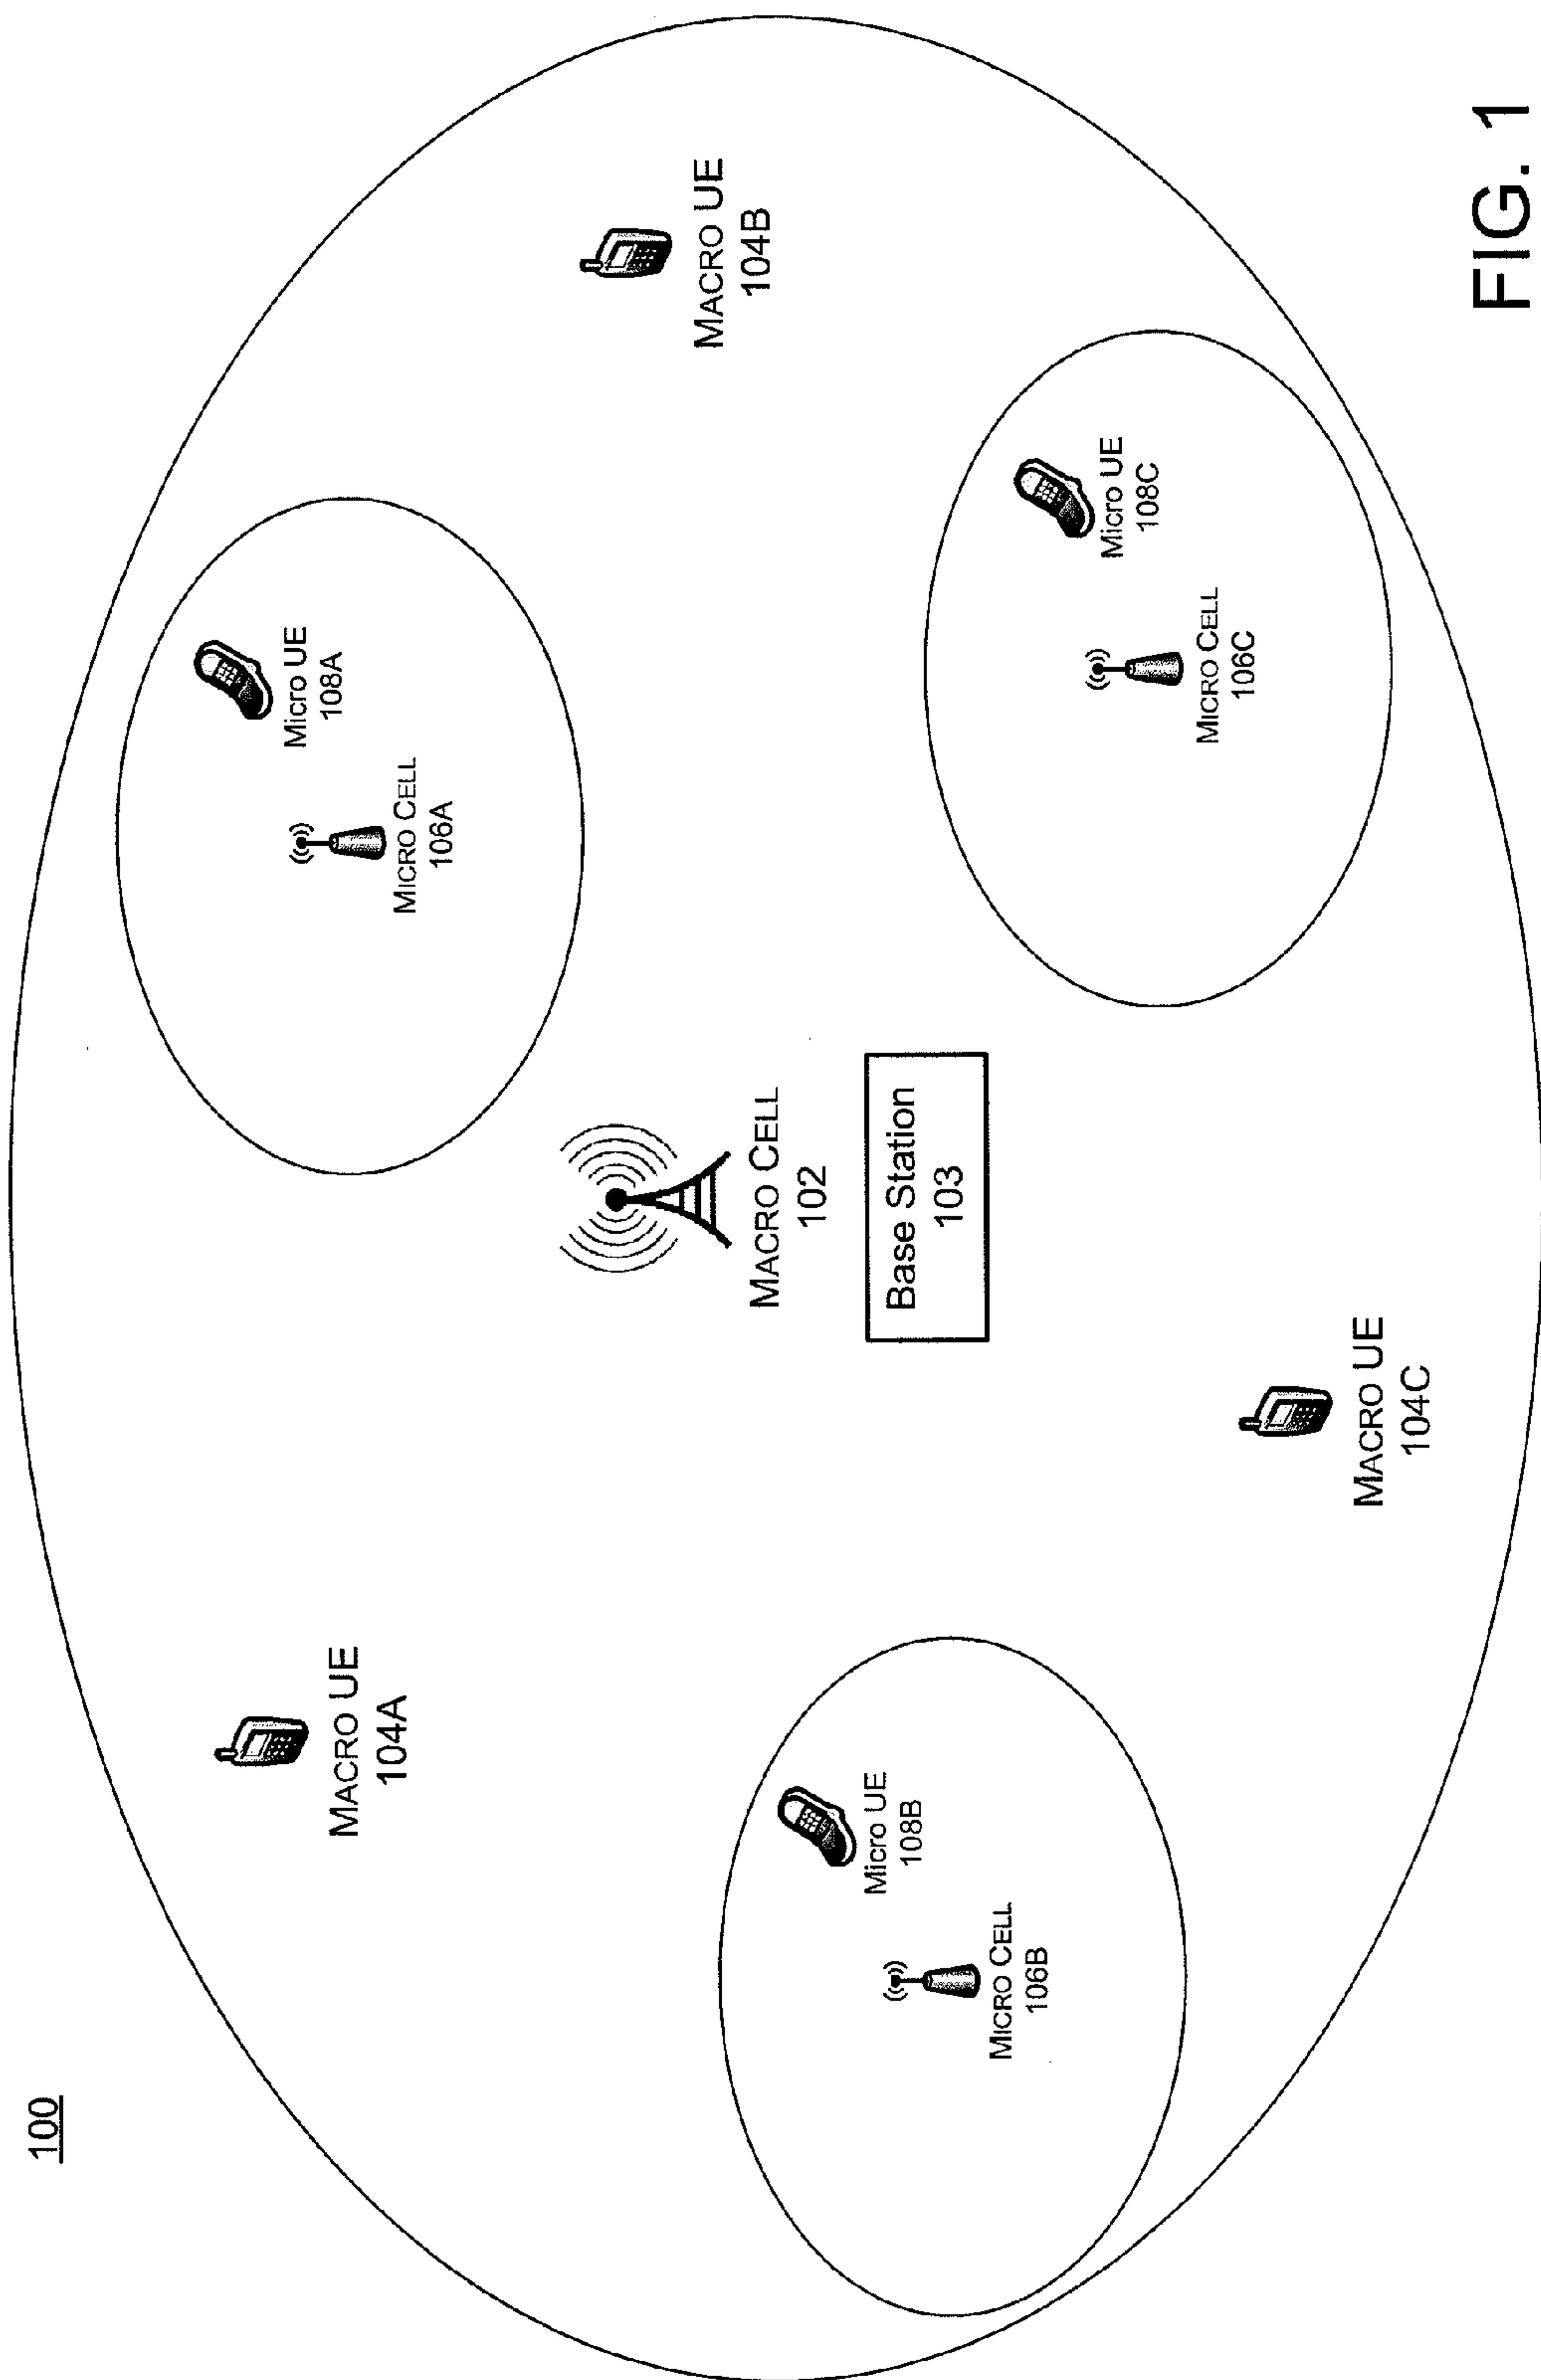 100
MACRO UE
104A
Micro UE
108A
MICRO CELL
106A
MACRO UE
104B
MACRO CELL
102
Base Station
103
Micro UE
108B
MICRO CELL
106B
Micro UE
108C
MICRO CELL
106C
MACRO UE
104C
FIG. 1